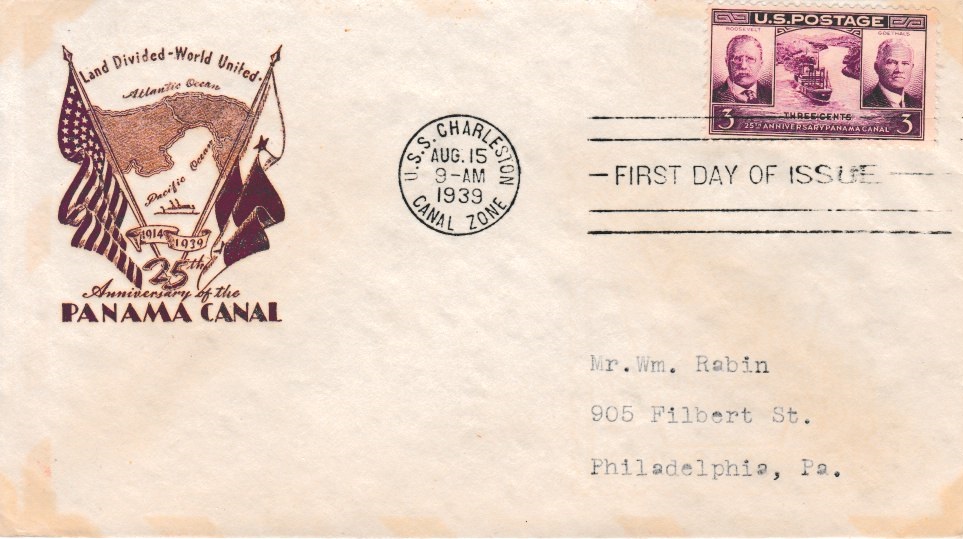 Land Divided-World United
Atlantic Ocean
Pacific Ocean
1914 1939
25th
Anniversary of the
PANAMA CANAL
U.S.S. CHARLESTON
AUG. 15
9-AM
1939
CANAL ZONE
U.S. POSTAGE
ROOSEVELT GOETHALS
3 THREE CENTS 3
25TH ANNIVERSARY PANAMA CANAL
FIRST DAY OF ISSUE
Mr.Wm. Rabin
905 Filbert St.
Philadelphia, Pa.